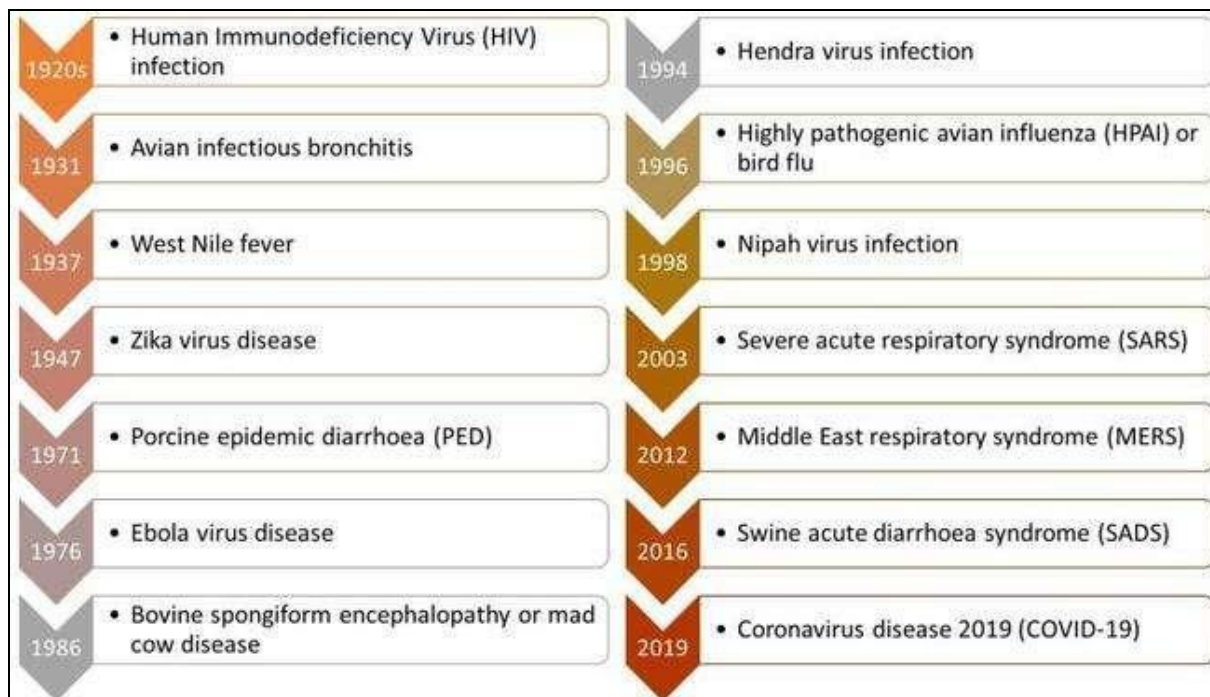 1920s
• Human Immunodeficiency Virus (HIV)
infection
1931
• Avian infectious bronchitis
1937
• West Nile fever
1947
• Zika virus disease
1971
• Porcine epidemic diarrhoea (PED)
1976
• Ebola virus disease
1986
• Bovine spongiform encephalopathy or mad
cow disease
1994
• Hendra virus infection
1996
• Highly pathogenic avian influenza (HPAI) or
bird flu
1998
• Nipah virus infection
2003
• Severe acute respiratory syndrome (SARS)
2012
• Middle East respiratory syndrome (MERS)
2016
• Swine acute diarrhoea syndrome (SADS)
2019
• Coronavirus disease 2019 (COVID-19)